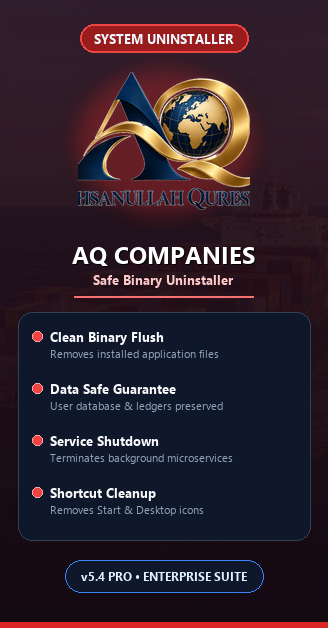 SYSTEM UNINSTALLER
AQ
HSANULLAH QURES
AQ COMPANIES
Safe Binary Uninstaller
Clean Binary Flush
Removes installed application files
Data Safe Guarantee
User database & ledgers preserved
Service Shutdown
Terminates background microservices
Shortcut Cleanup
Removes Start & Desktop icons
v5.4 PRO • ENTERPRISE SUITE